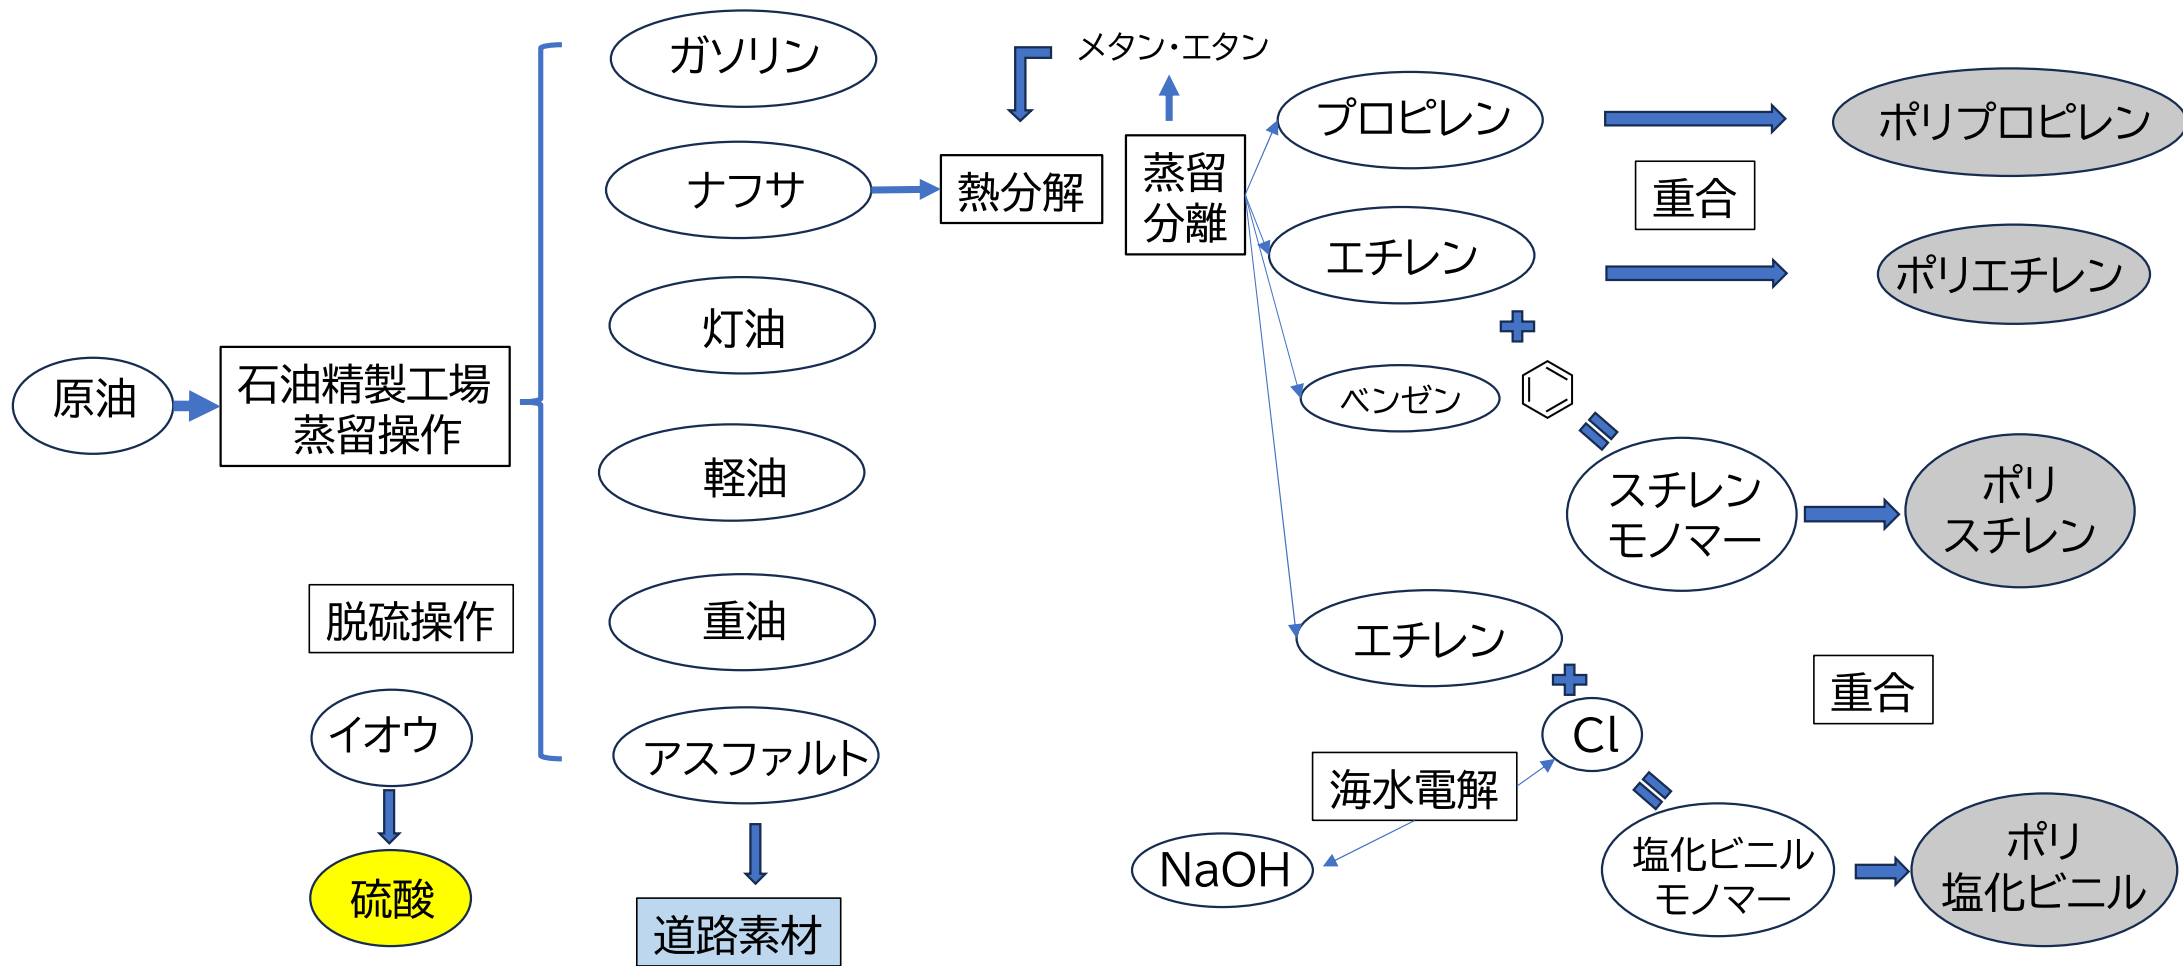 原油
石油精製工場
蒸留操作
脱硫操作
イオウ
硫酸
ガソリン
ナフサ
灯油
軽油
重油
アスファルト
道路素材
熱分解
メタン・エタン
蒸留
分離
プロピレン
エチレン
ベンゼン
エチレン
海水電解
NaOH
Cl
重合
スチレン
モノマー
塩化ビニル
モノマー
重合
ポリプロピレン
ポリエチレン
ポリ
スチレン
ポリ
塩化ビニル